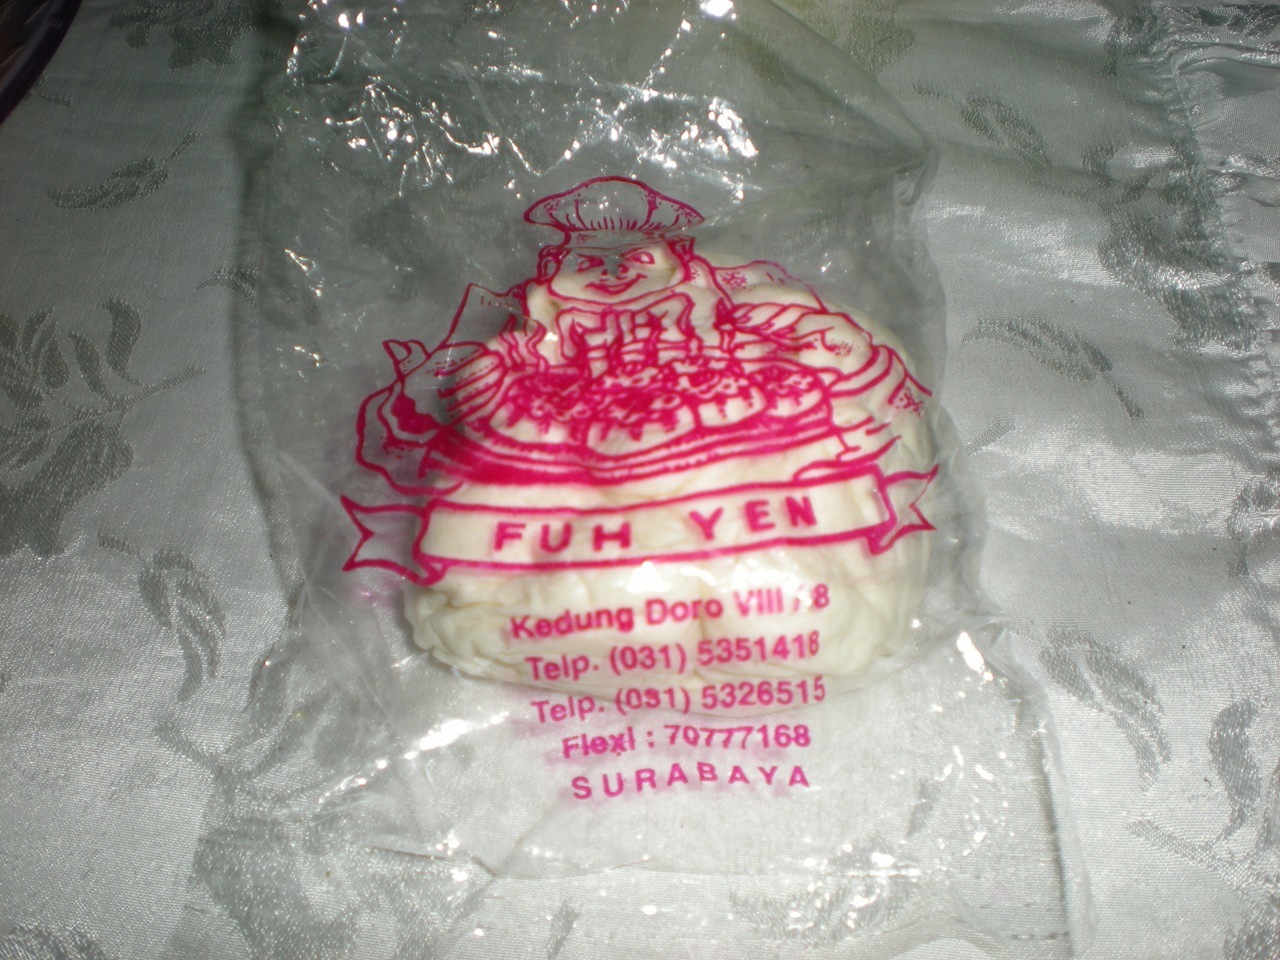 FUH YEN
Kedung Doro VIII / 8
Telp. (031) 5351418
Telp. (031) 5326515
Flexi : 70777168
SURABAYA